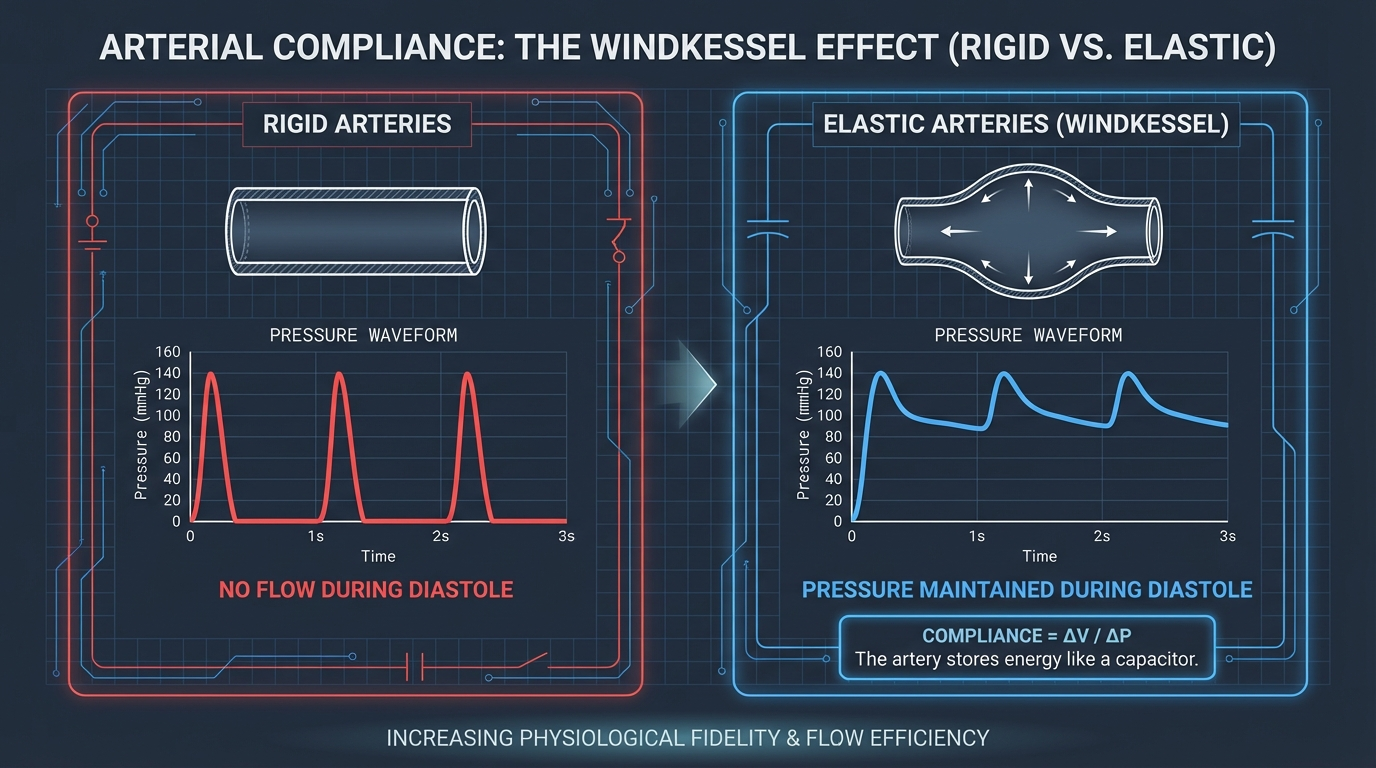 ARTERIAL COMPLIANCE: THE WINDKESSEL EFFECT (RIGID VS. ELASTIC)
RIGID ARTERIES
PRESSURE WAVEFORM
Pressure (mmHg)
160
140
120
100
80
60
40
20
0
0 1s 2s 3s
Time
NO FLOW DURING DIASTOLE
ELASTIC ARTERIES (WINDKESSEL)
PRESSURE WAVEFORM
Pressure (mmHg)
160
140
120
100
80
60
40
20
0
0 1s 2s 3s
Time
PRESSURE MAINTAINED DURING DIASTOLE
COMPLIANCE = ΔV / ΔP
The artery stores energy like a capacitor.
INCREASING PHYSIOLOGICAL FIDELITY & FLOW EFFICIENCY